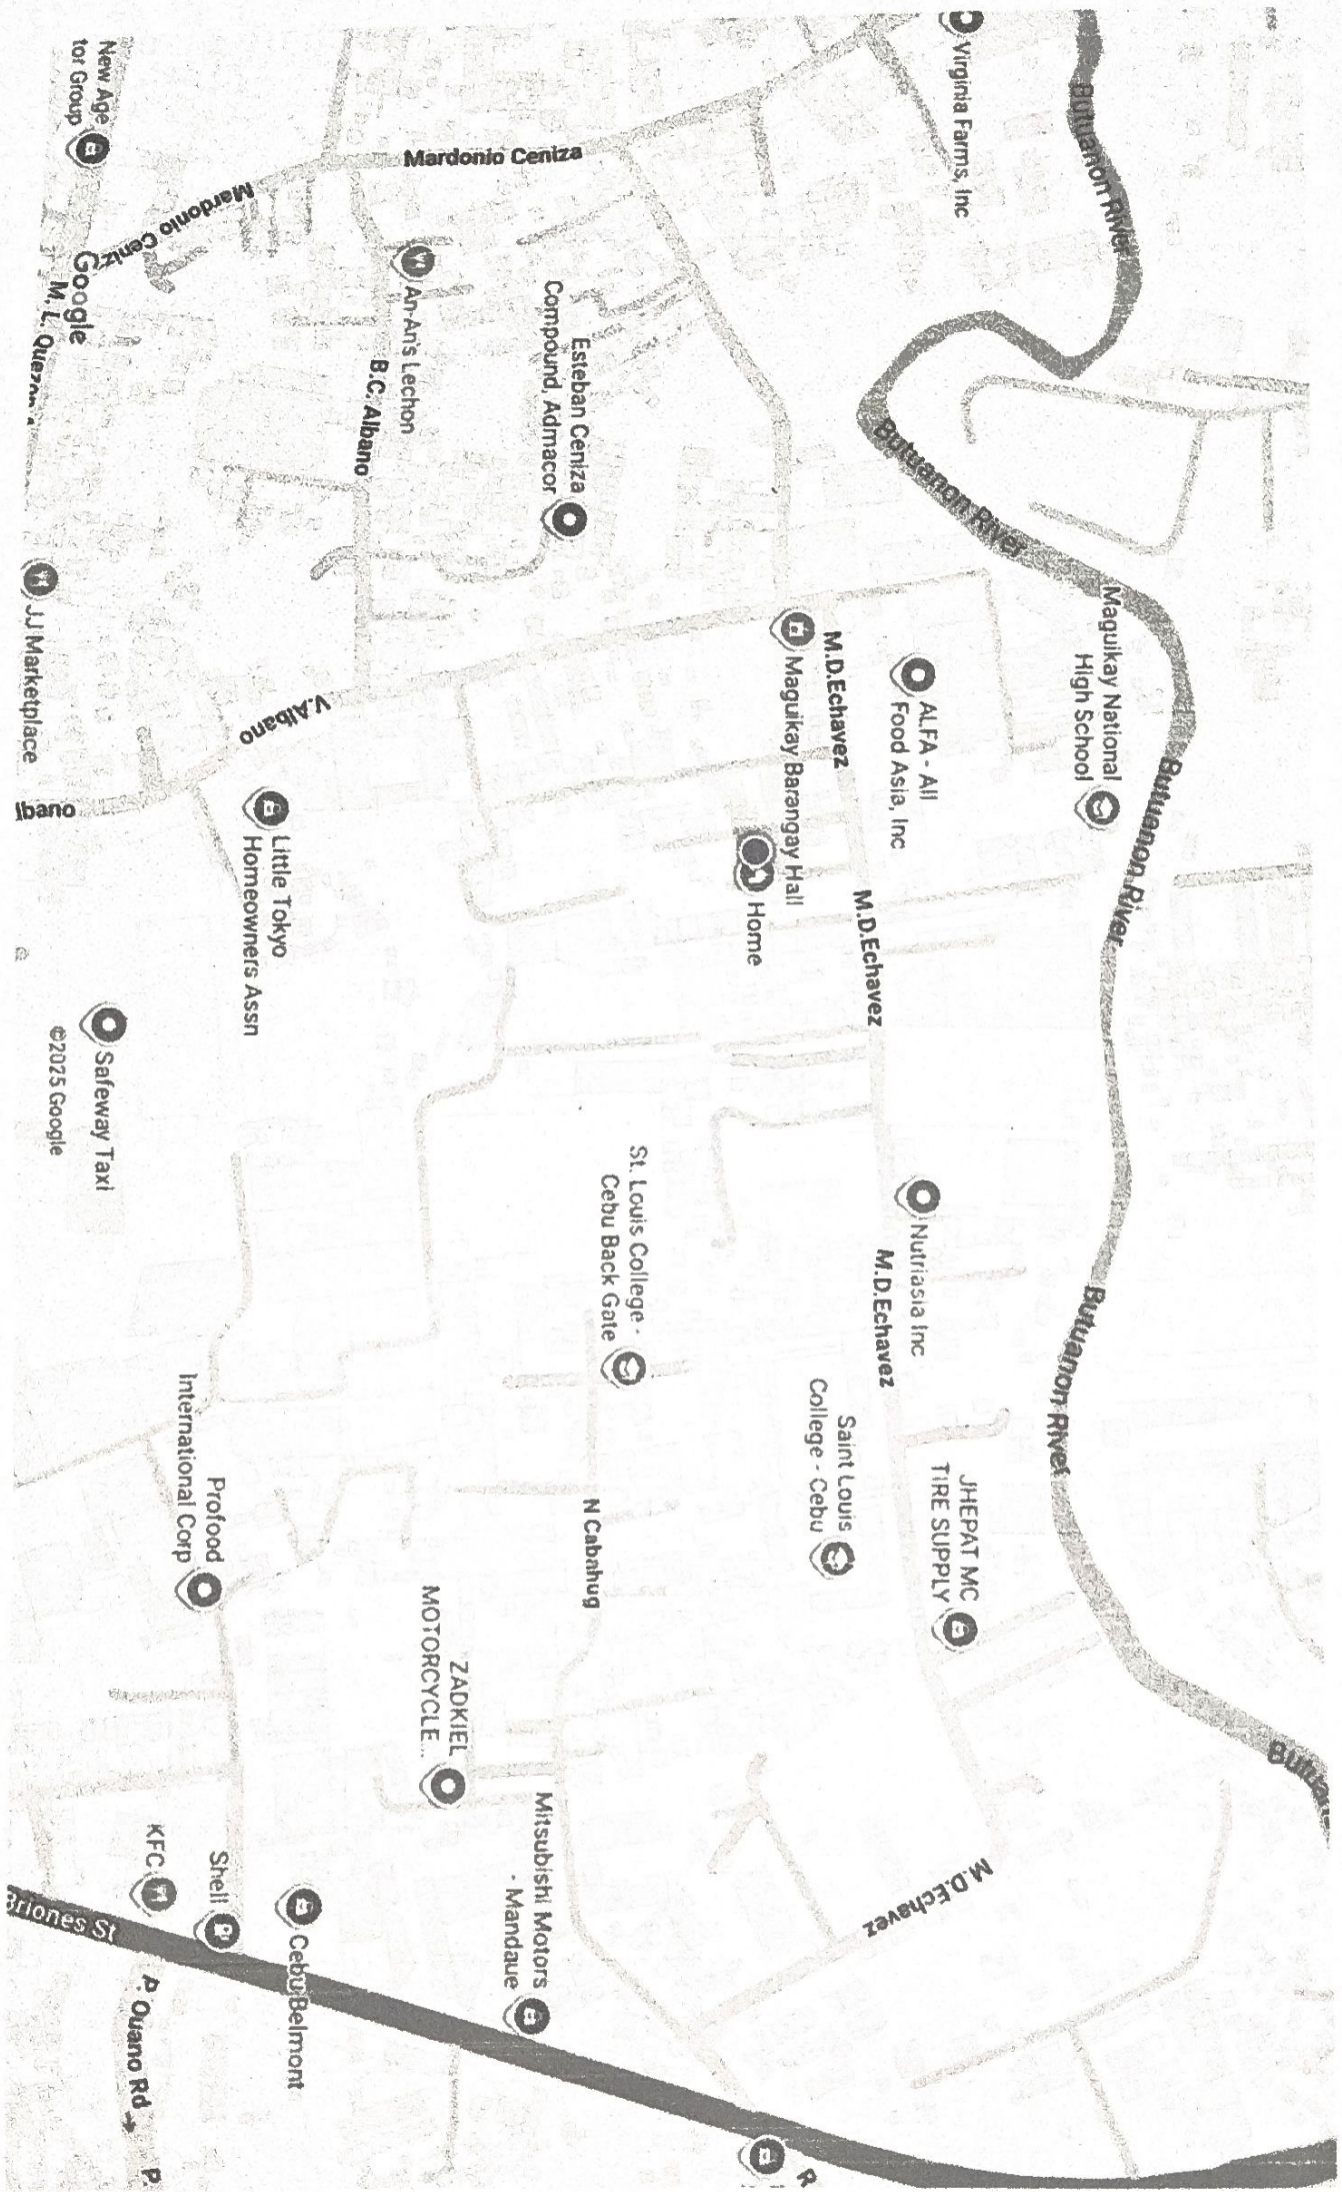 Butuanon River
Virginia Farms, Inc
Butuanon River
Maguikay National
High School
Butuanon River
Butuanon River
Butuan
ALFA - All
Food Asia, Inc
Nutriasia Inc
JHEPAT MC
TIRE SUPPLY
M.D.Echavez
M.D.Echavez
M.D.Echavez
M.D.Echavez
Saint Louis
College - Cebu
Maguikay Barangay Hall
Home
R
Mardonio Ceniza
Esteban Ceniza
Compound, Admacor
St. Louis College -
Cebu Back Gate
N Cabahug
Mitsubishi Motors
- Mandaue
An-An's Lechon
B.C. Albano
ZADKIEL
MOTORCYCLE...
V.Albano
Little Tokyo
Homeowners Assn
Cebu Belmont
Mardonio Ceniz
Profood
International Corp
Shell
KFC
P. Ouano Rd →
P.
New Age
tor Group
Safeway Taxi
riones St
Google
M. L. Quezon
©2025 Google
JJ Marketplace
lbano